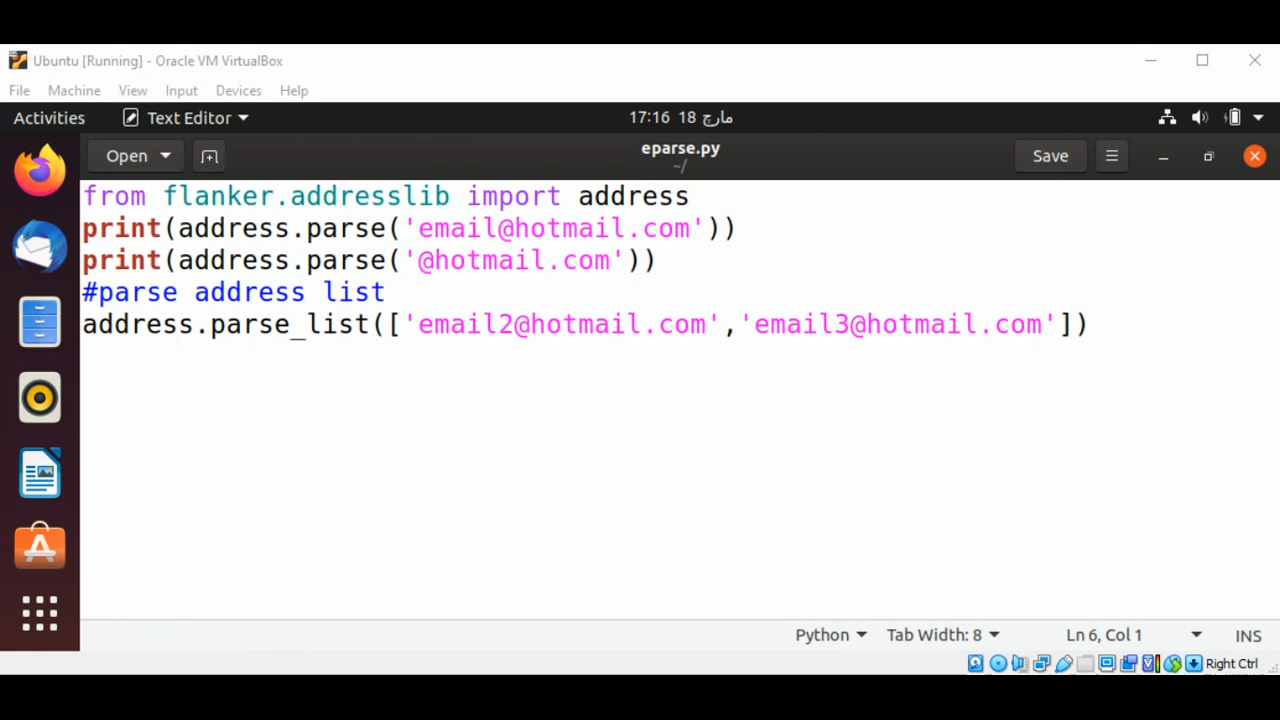 Ubuntu [Running] - Oracle VM VirtualBox
File Machine View Input Devices Help
Activities Text Editor 17:16 18 مارچ
Open eparse.py Save
~/
from flanker.addresslib import address
print(address.parse('email@hotmail.com'))
print(address.parse('@hotmail.com'))
#parse address list
address.parse_list(['email2@hotmail.com','email3@hotmail.com'])
Python Tab Width: 8 Ln 6, Col 1 INS
Right Ctrl